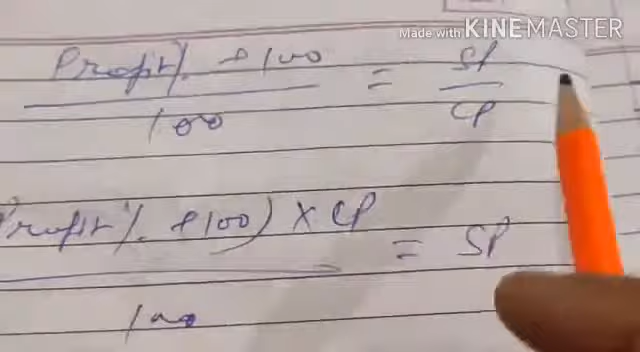 Made with KINEMASTER
Profit % + 100 = SP
100 CP
Profit % + 100) × CP = SP
100